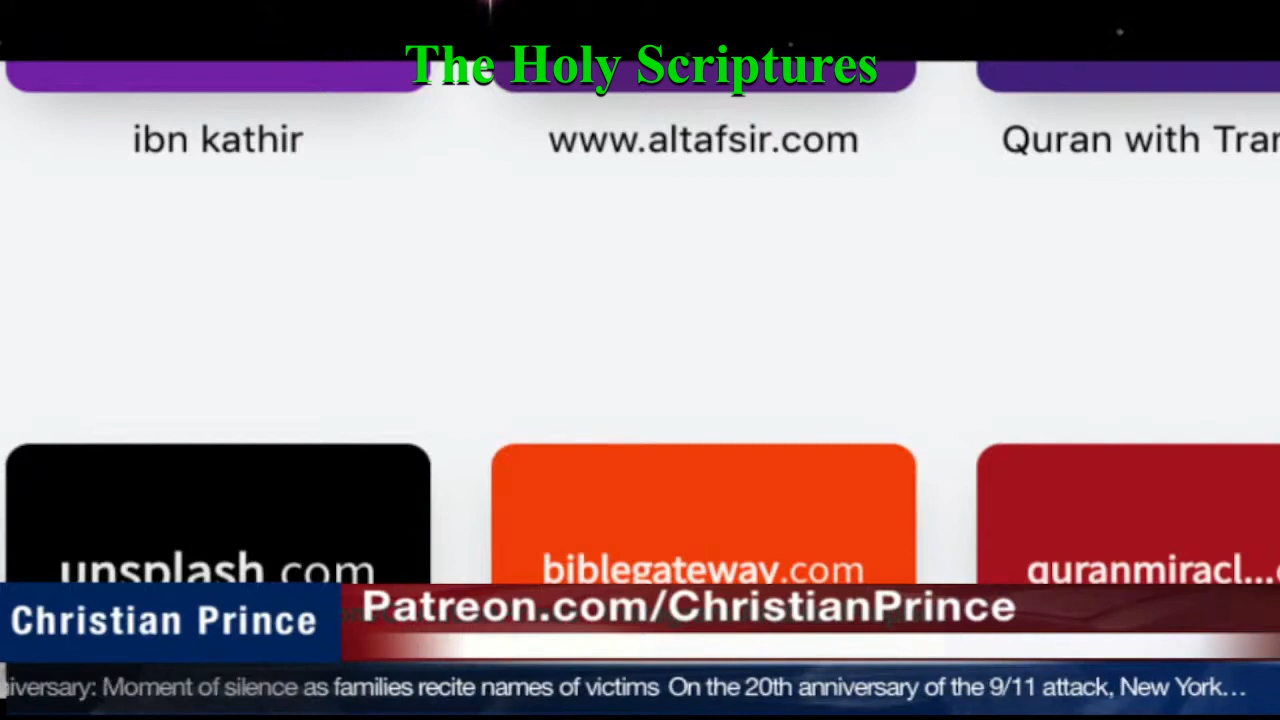 The Holy Scriptures
ibn kathir
www.altafsir.com
Quran with Tran
unsplash.com
biblegateway.com
quranmiracl...
Christian Prince
Patreon.com/ChristianPrince
iversary: Moment of silence as families recite names of victims On the 20th anniversary of the 9/11 attack, New York...